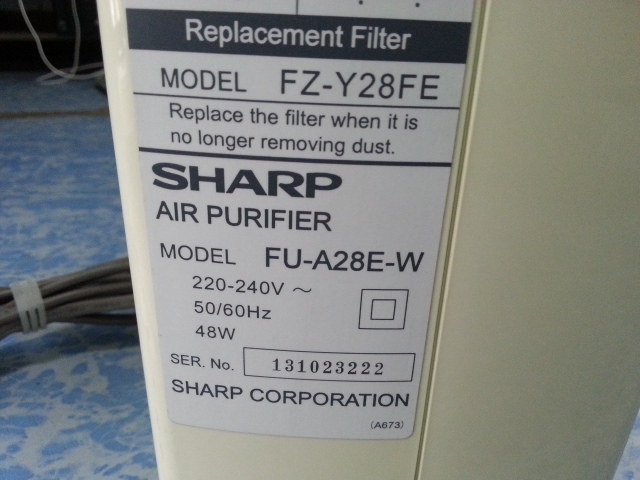 Replacement Filter
MODEL FZ-Y28FE
Replace the filter when it is
no longer removing dust.
SHARP
AIR PURIFIER
MODEL FU-A28E-W
220-240V ～
50/60Hz
48W
SER. No. 131023222
SHARP CORPORATION
(A673)